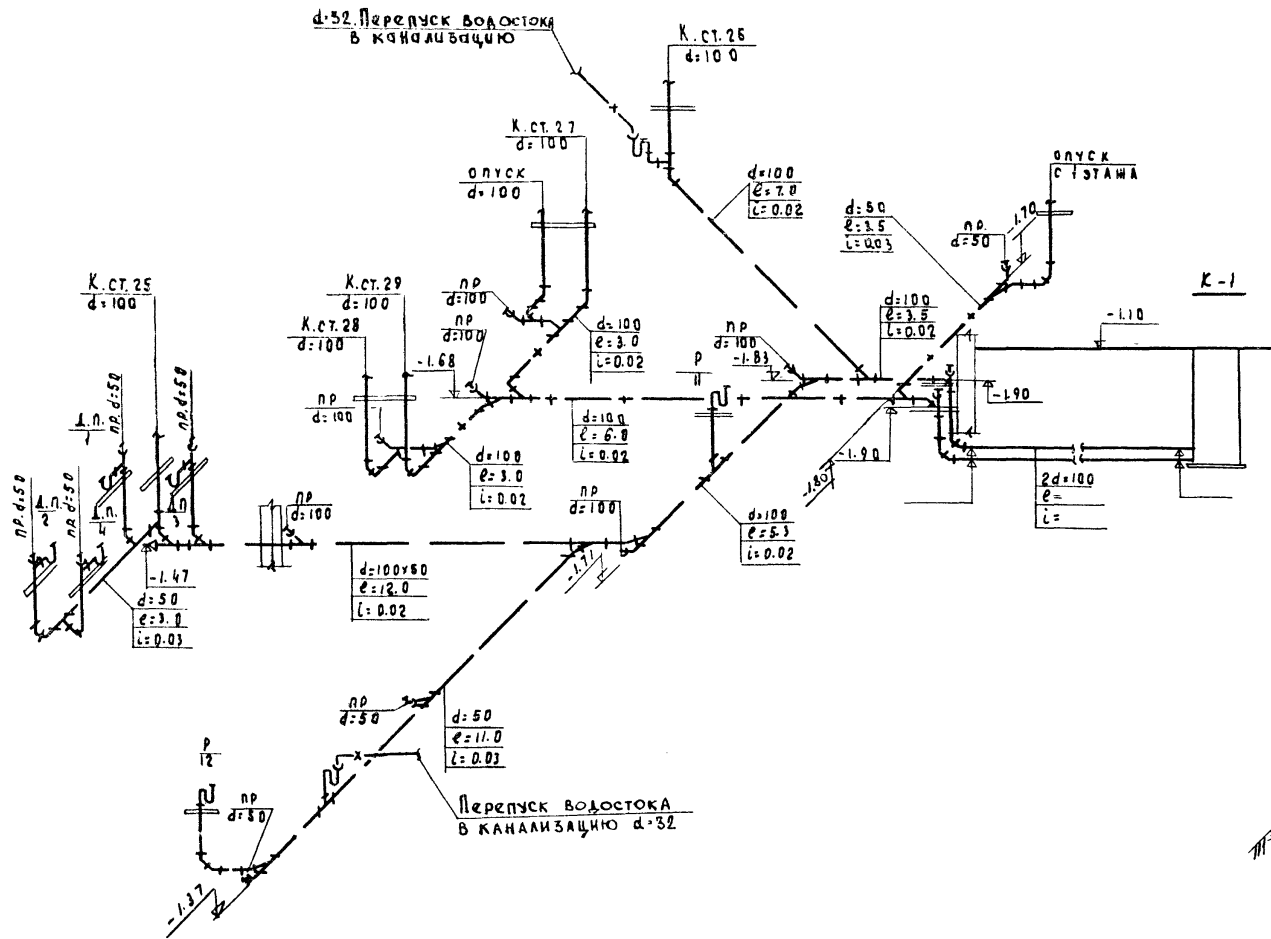 d=32. Перепуск водостока
в канализацию
К.ст.26
d=100
К.ст.27
d=100
опуск
d=100
опуск
с 1 этажа
d=100
ℓ=7.0
i=0.02
d=50
ℓ=3.5
i=0.03
пр.
d=50
-1.70
К-1
К.ст.25
d=100
К.ст.29
d=100
пр
d=100
К.ст.28
d=100
пр
d=100
d=100
ℓ=3.0
i=0.02
d=100
ℓ=3.5
i=0.02
-1.10
-1.68
пр
d=100
-1.83
Р
11
-1.90
пр
d=100
d=100
ℓ=6.0
i=0.02
-1.90
-1.80
д.п.
1
пр. d=50
пр. d=50
d=100
ℓ=3.0
i=0.02
2d=100
ℓ=
i=
пр. d=50
д.п.
2
пр d=50
д.п.
4
д.п.
3
пр
d=100
пр
d=100
d=100
ℓ=5.3
i=0.02
-1.47
d=50
ℓ=3.0
i=0.03
d=100х50
ℓ=12.0
i=0.02
-1.71
пр
d=50
d=50
ℓ=11.0
i=0.03
Р
12
пр
d=50
Перепуск водостока
в канализацию d=32
-1.37